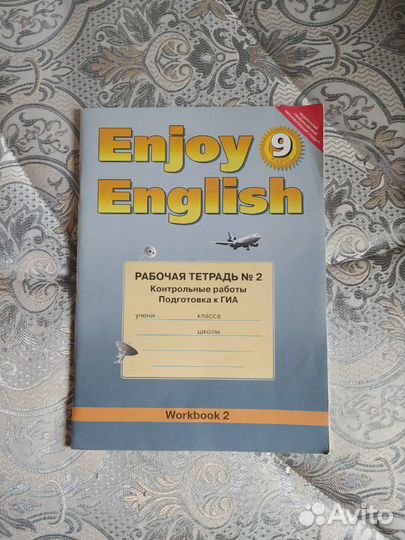 Enjoy 9
English
РАБОЧАЯ ТЕТРАДЬ № 2
Контрольные работы
Подготовка к ГИА
учени класса
школы
Workbook 2
Avito